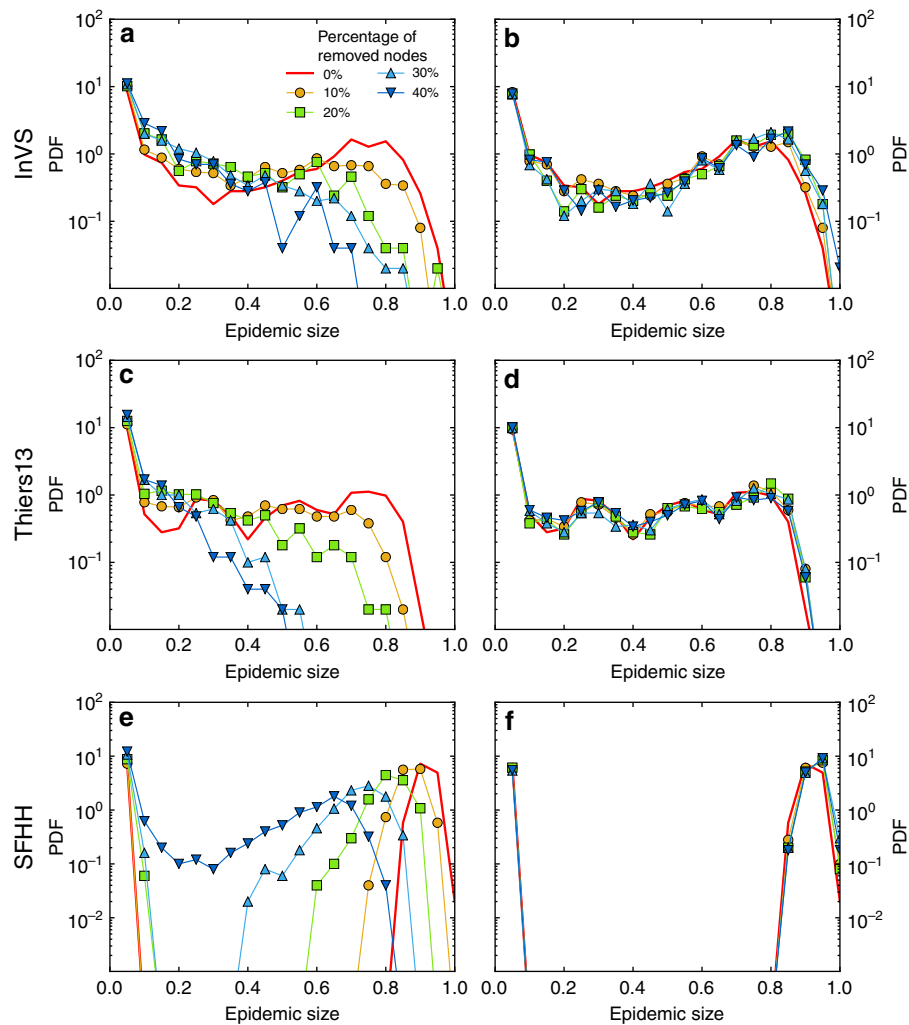 a
Percentage of
removed nodes
0%
10%
20%
30%
40%
InVS
PDF
10²
10¹
10⁰
10⁻¹
0.0 0.2 0.4 0.6 0.8 1.0
Epidemic size
b
10²
10¹
10⁰
10⁻¹
PDF
0.0 0.2 0.4 0.6 0.8 1.0
Epidemic size
c
Thiers13
PDF
10²
10¹
10⁰
10⁻¹
0.0 0.2 0.4 0.6 0.8 1.0
Epidemic size
d
10²
10¹
10⁰
10⁻¹
PDF
0.0 0.2 0.4 0.6 0.8 1.0
Epidemic size
e
SFHH
PDF
10²
10¹
10⁰
10⁻¹
10⁻²
0.0 0.2 0.4 0.6 0.8 1.0
Epidemic size
f
10²
10¹
10⁰
10⁻¹
10⁻²
PDF
0.0 0.2 0.4 0.6 0.8 1.0
Epidemic size